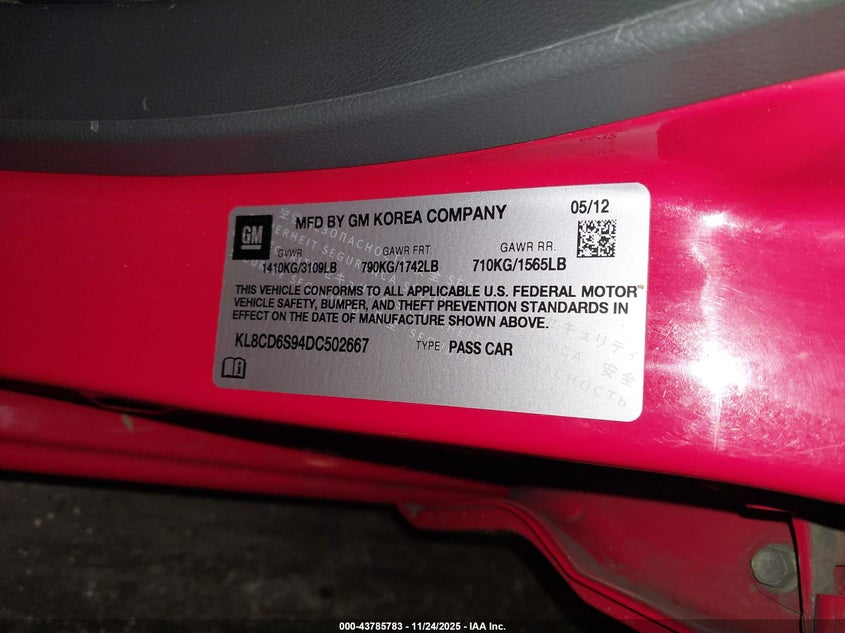 GM
MFD BY GM KOREA COMPANY
05/12
GVWR
GAWR FRT.
GAWR RR.
1410KG/3109LB
790KG/1742LB
710KG/1565LB
THIS VEHICLE CONFORMS TO ALL APPLICABLE U.S. FEDERAL MOTOR
VEHICLE SAFETY, BUMPER, AND THEFT PREVENTION STANDARDS IN
EFFECT ON THE DATE OF MANUFACTURE SHOWN ABOVE.
KL8CD6S94DC502667
TYPE: PASS CAR
000-43785783 - 11/24/2025 - IAA Inc.